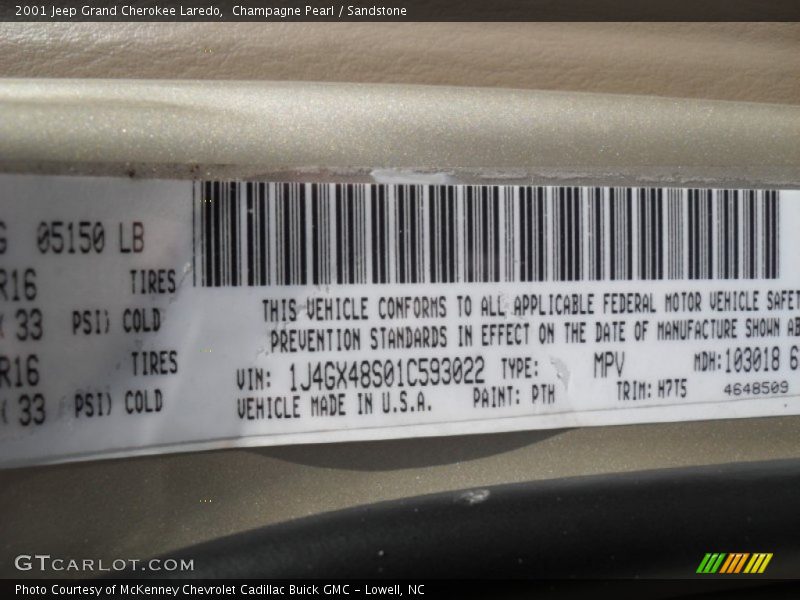 2001 Jeep Grand Cherokee Laredo,  Champagne Pearl / Sandstone
G 05150 LB
R16 TIRES
( 33 PSI) COLD
R16 TIRES
( 33 PSI) COLD
THIS VEHICLE CONFORMS TO ALL APPLICABLE FEDERAL MOTOR VEHICLE SAFET
PREVENTION STANDARDS IN EFFECT ON THE DATE OF MANUFACTURE SHOWN AB
VIN: 1J4GX48S01C593022 TYPE: MPV MDH:103018 6
VEHICLE MADE IN U.S.A. PAINT: PTH TRIM: H7T5 4648509
GTCARLOT.COM
Photo Courtesy of McKenney Chevrolet Cadillac Buick GMC - Lowell, NC